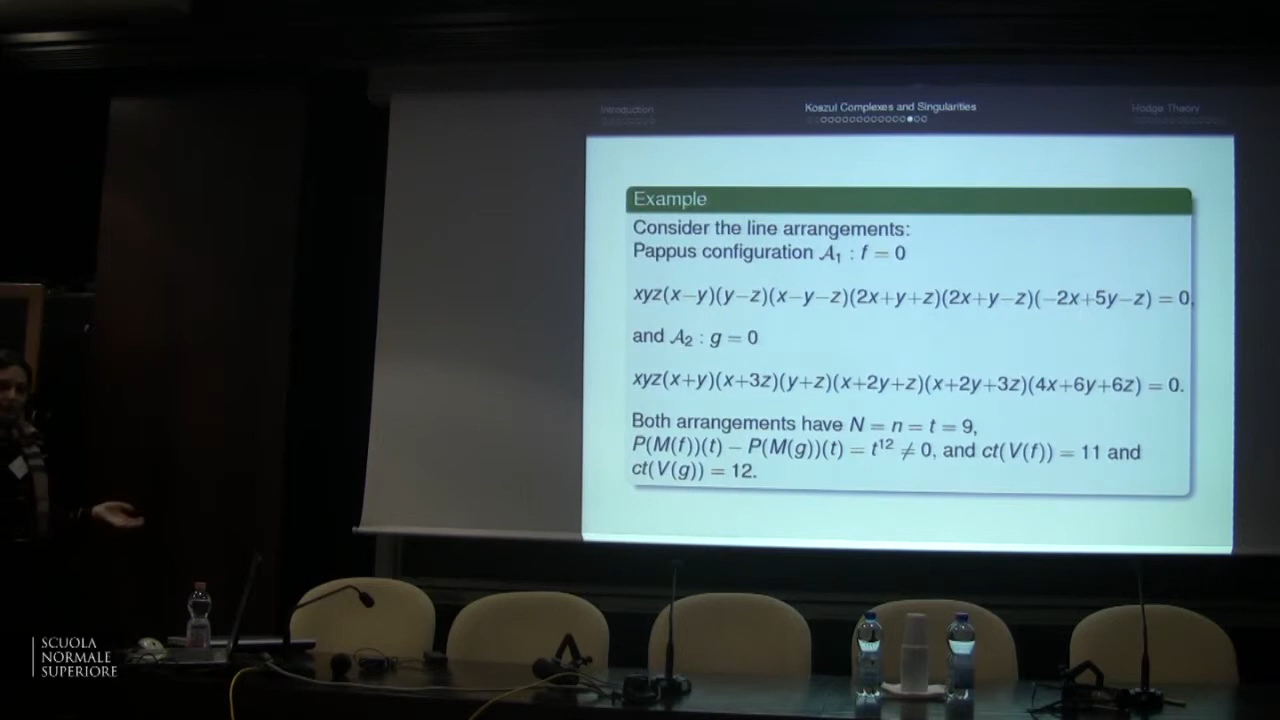 Introduction
Koszul Complexes and Singularities
Hodge Theory
Example
Consider the line arrangements:
Pappus configuration 𝒜₁ : f = 0
xyz(x−y)(y−z)(x−y−z)(2x+y+z)(2x+y−z)(−2x+5y−z) = 0,
and 𝒜₂ : g = 0
xyz(x+y)(x+3z)(y+z)(x+2y+z)(x+2y+3z)(4x+6y+6z) = 0.
Both arrangements have N = n = t = 9,
P(M(f))(t) − P(M(g))(t) = t¹² ≠ 0, and ct(V(f)) = 11 and
ct(V(g)) = 12.
SCUOLA
NORMALE
SUPERIORE